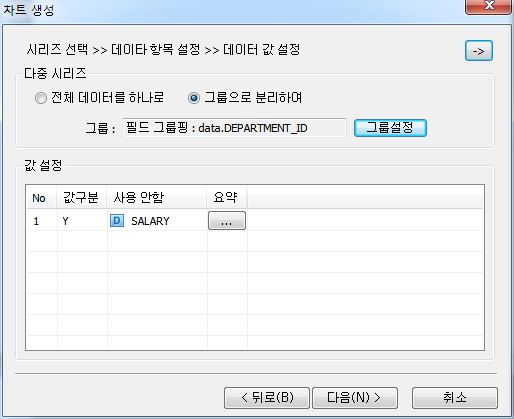 차트 생성
시리즈 선택 >> 데이타 항목 설정 >> 데이터 값 설정
->
다중 시리즈
전체 데이터를 하나로 그룹으로 분리하며
그룹 : 필드 그룹핑 : data.DEPARTMENT_ID 그룹설정
값 설정
No 값구분 사용 안함 요약
1 Y D SALARY ...
< 뒤로(B) 다음(N) > 취소